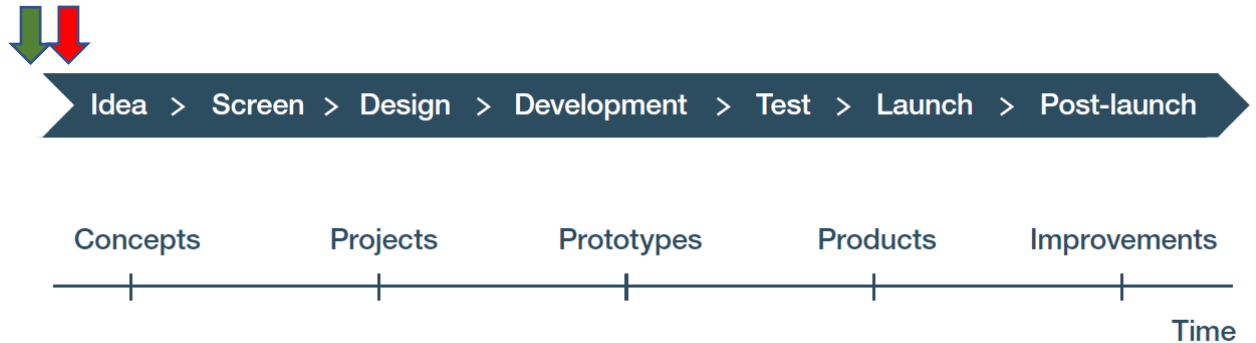 Idea > Screen > Design > Development > Test > Launch > Post-launch
Concepts Projects Prototypes Products Improvements
Time